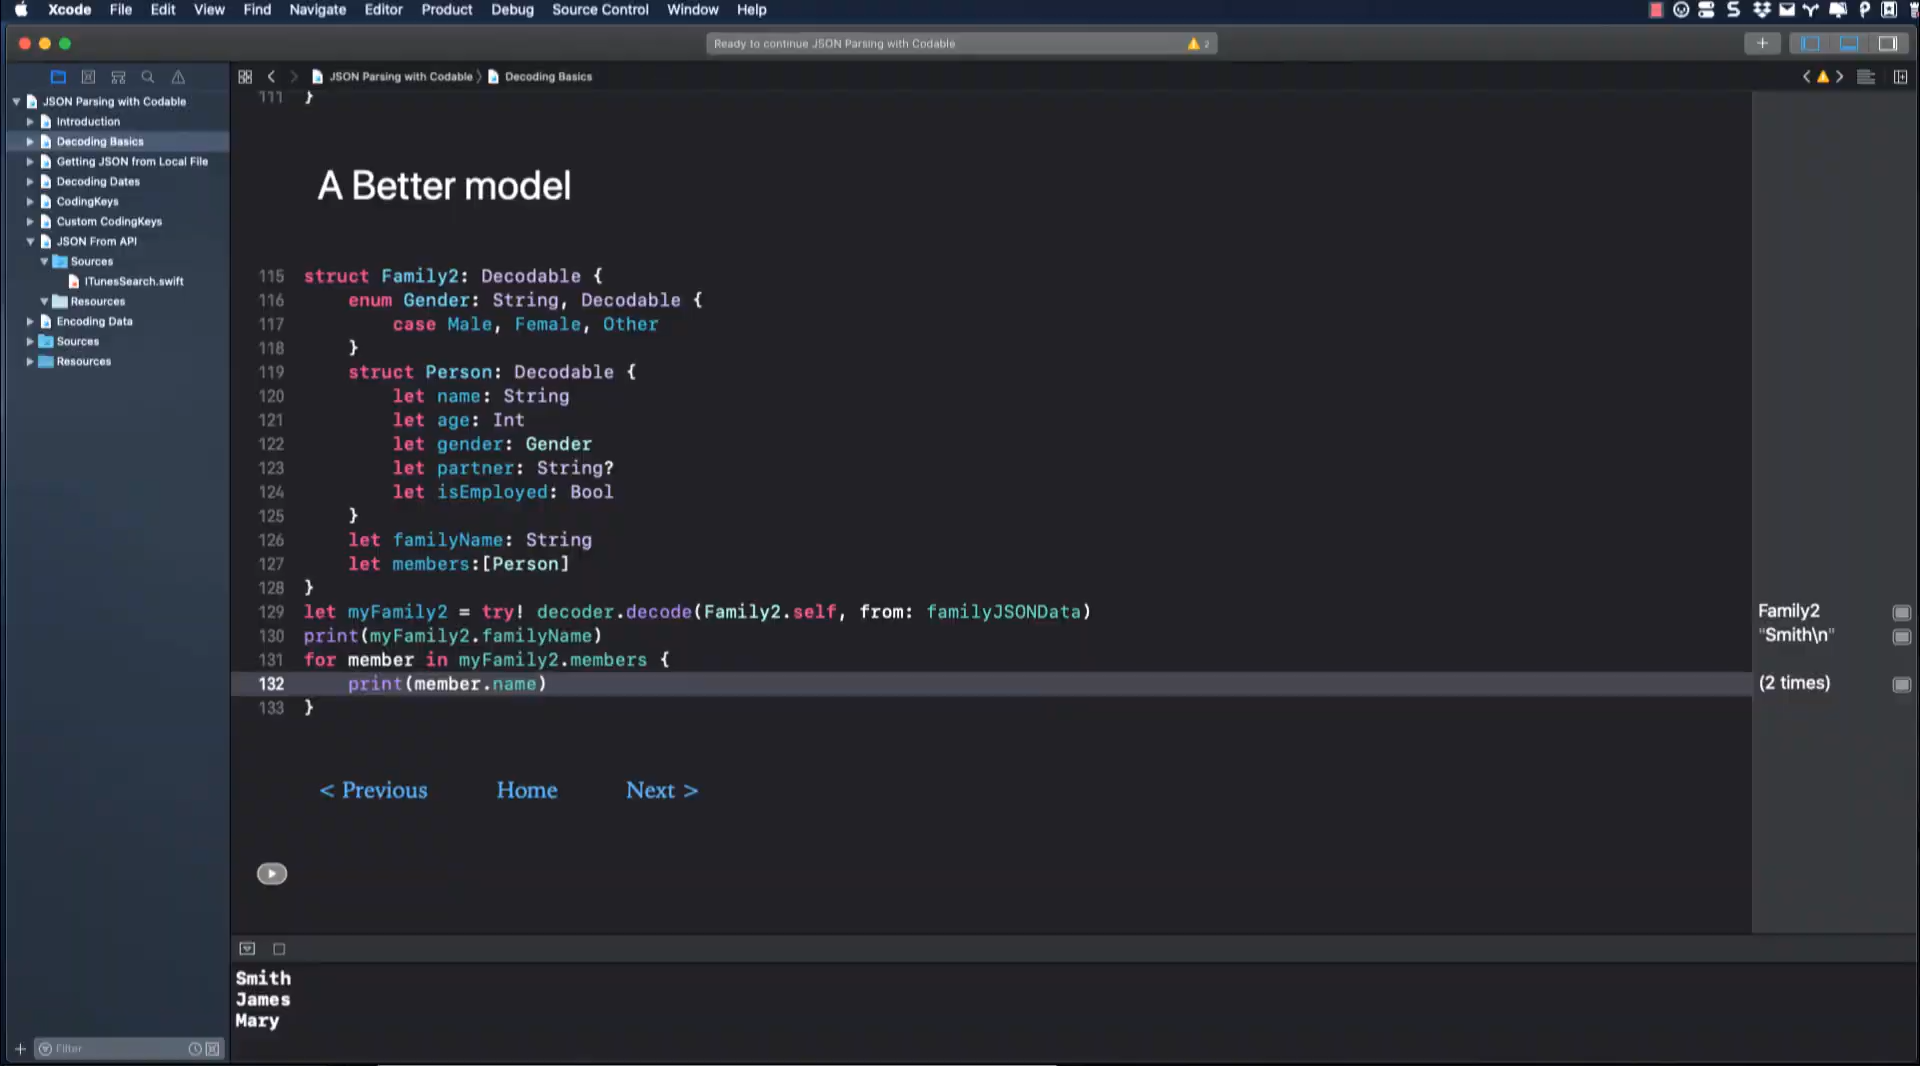 Xcode File Edit View Find Navigate Editor Product Debug Source Control Window Help
Ready to continue JSON Parsing with Codable 2
JSON Parsing with Codable Decoding Basics
JSON Parsing with Codable
Introduction
Decoding Basics
Getting JSON from Local File
Decoding Dates
CodingKeys
Custom CodingKeys
JSON From API
Sources
ITunesSearch.swift
Resources
Encoding Data
Sources
Resources
Filter
111 }
A Better model
115 struct Family2: Decodable {
116 enum Gender: String, Decodable {
117 case Male, Female, Other
118 }
119 struct Person: Decodable {
120 let name: String
121 let age: Int
122 let gender: Gender
123 let partner: String?
124 let isEmployed: Bool
125 }
126 let familyName: String
127 let members:[Person]
128 }
129 let myFamily2 = try! decoder.decode(Family2.self, from: familyJSONData)
130 print(myFamily2.familyName)
131 for member in myFamily2.members {
132 print(member.name)
133 }
Family2
"Smith\n"
(2 times)
< Previous Home Next >
Smith
James
Mary